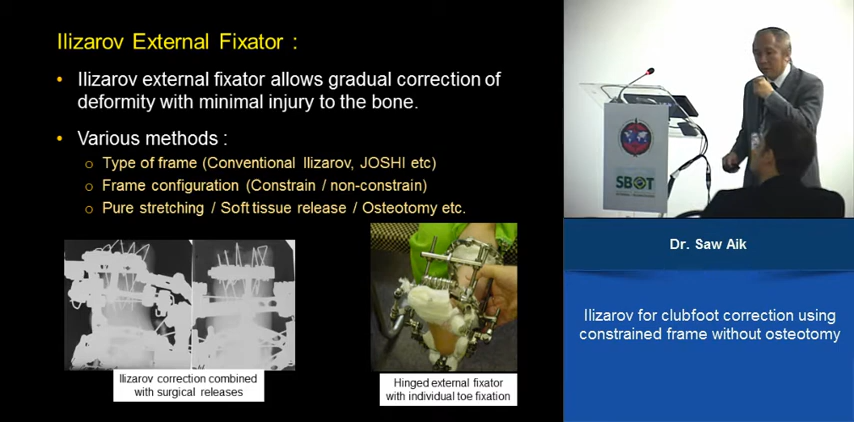 Ilizarov External Fixator :
• Ilizarov external fixator allows gradual correction of
deformity with minimal injury to the bone.
• Various methods :
o Type of frame (Conventional Ilizarov, JOSHI etc)
o Frame configuration (Constrain / non-constrain)
o Pure stretching / Soft tissue release / Osteotomy etc.
Ilizarov correction combined
with surgical releases
Hinged external fixator
with individual toe fixation
SBOT
Dr. Saw Aik
Ilizarov for clubfoot correction using
constrained frame without osteotomy